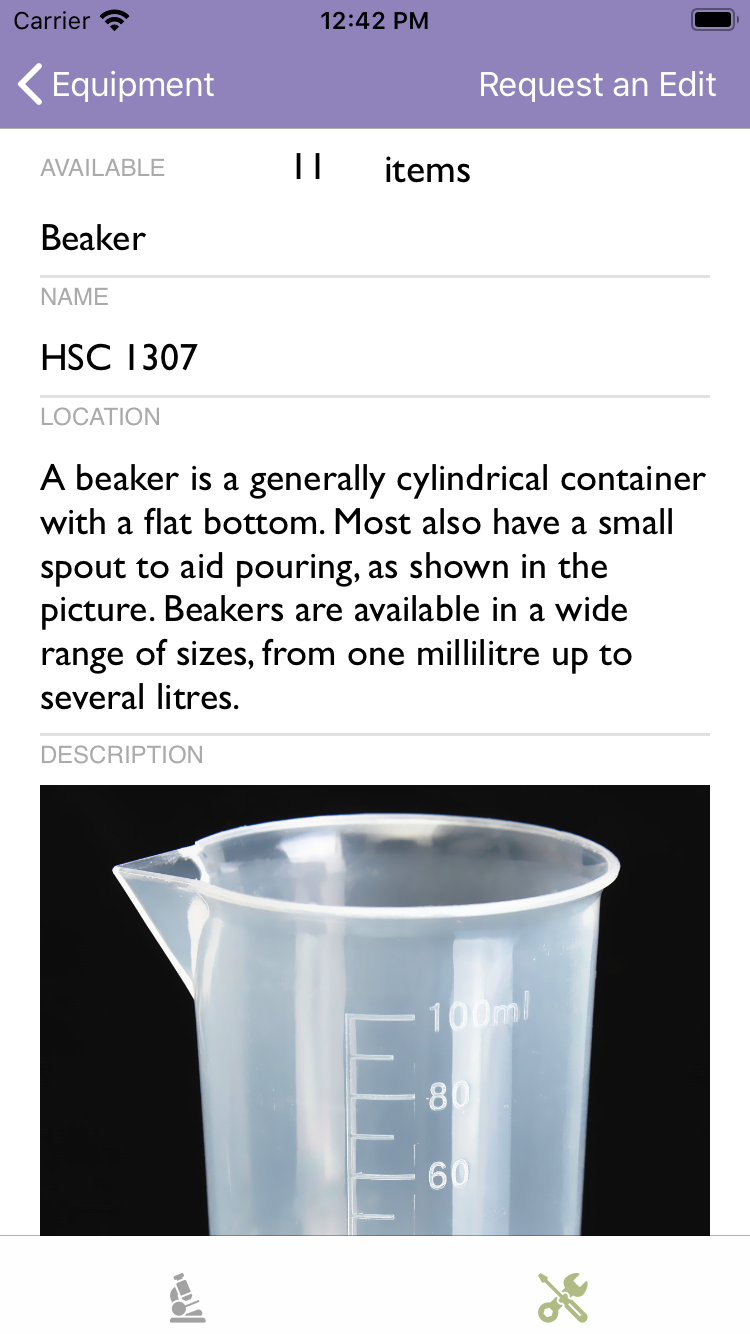 Carrier 12:42 PM
Equipment Request an Edit
AVAILABLE 11 items
Beaker
NAME
HSC 1307
LOCATION
A beaker is a generally cylindrical container
with a flat bottom. Most also have a small
spout to aid pouring, as shown in the
picture. Beakers are available in a wide
range of sizes, from one millilitre up to
several litres.
DESCRIPTION
100ml
80
60